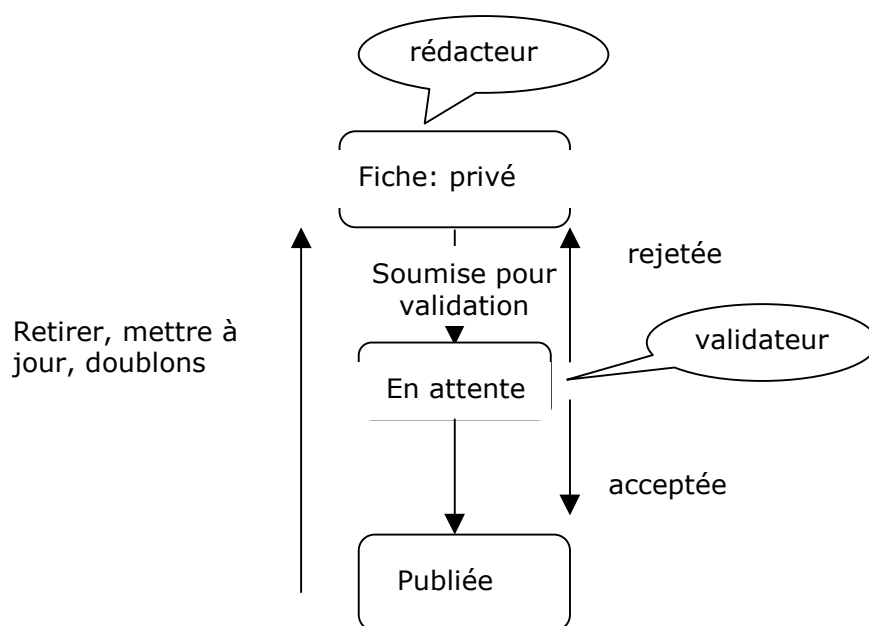 rédacteur
Fiche: privé
Soumise pour
validation
rejetée
Retirer, mettre à
jour, doublons
validateur
En attente
acceptée
Publiée